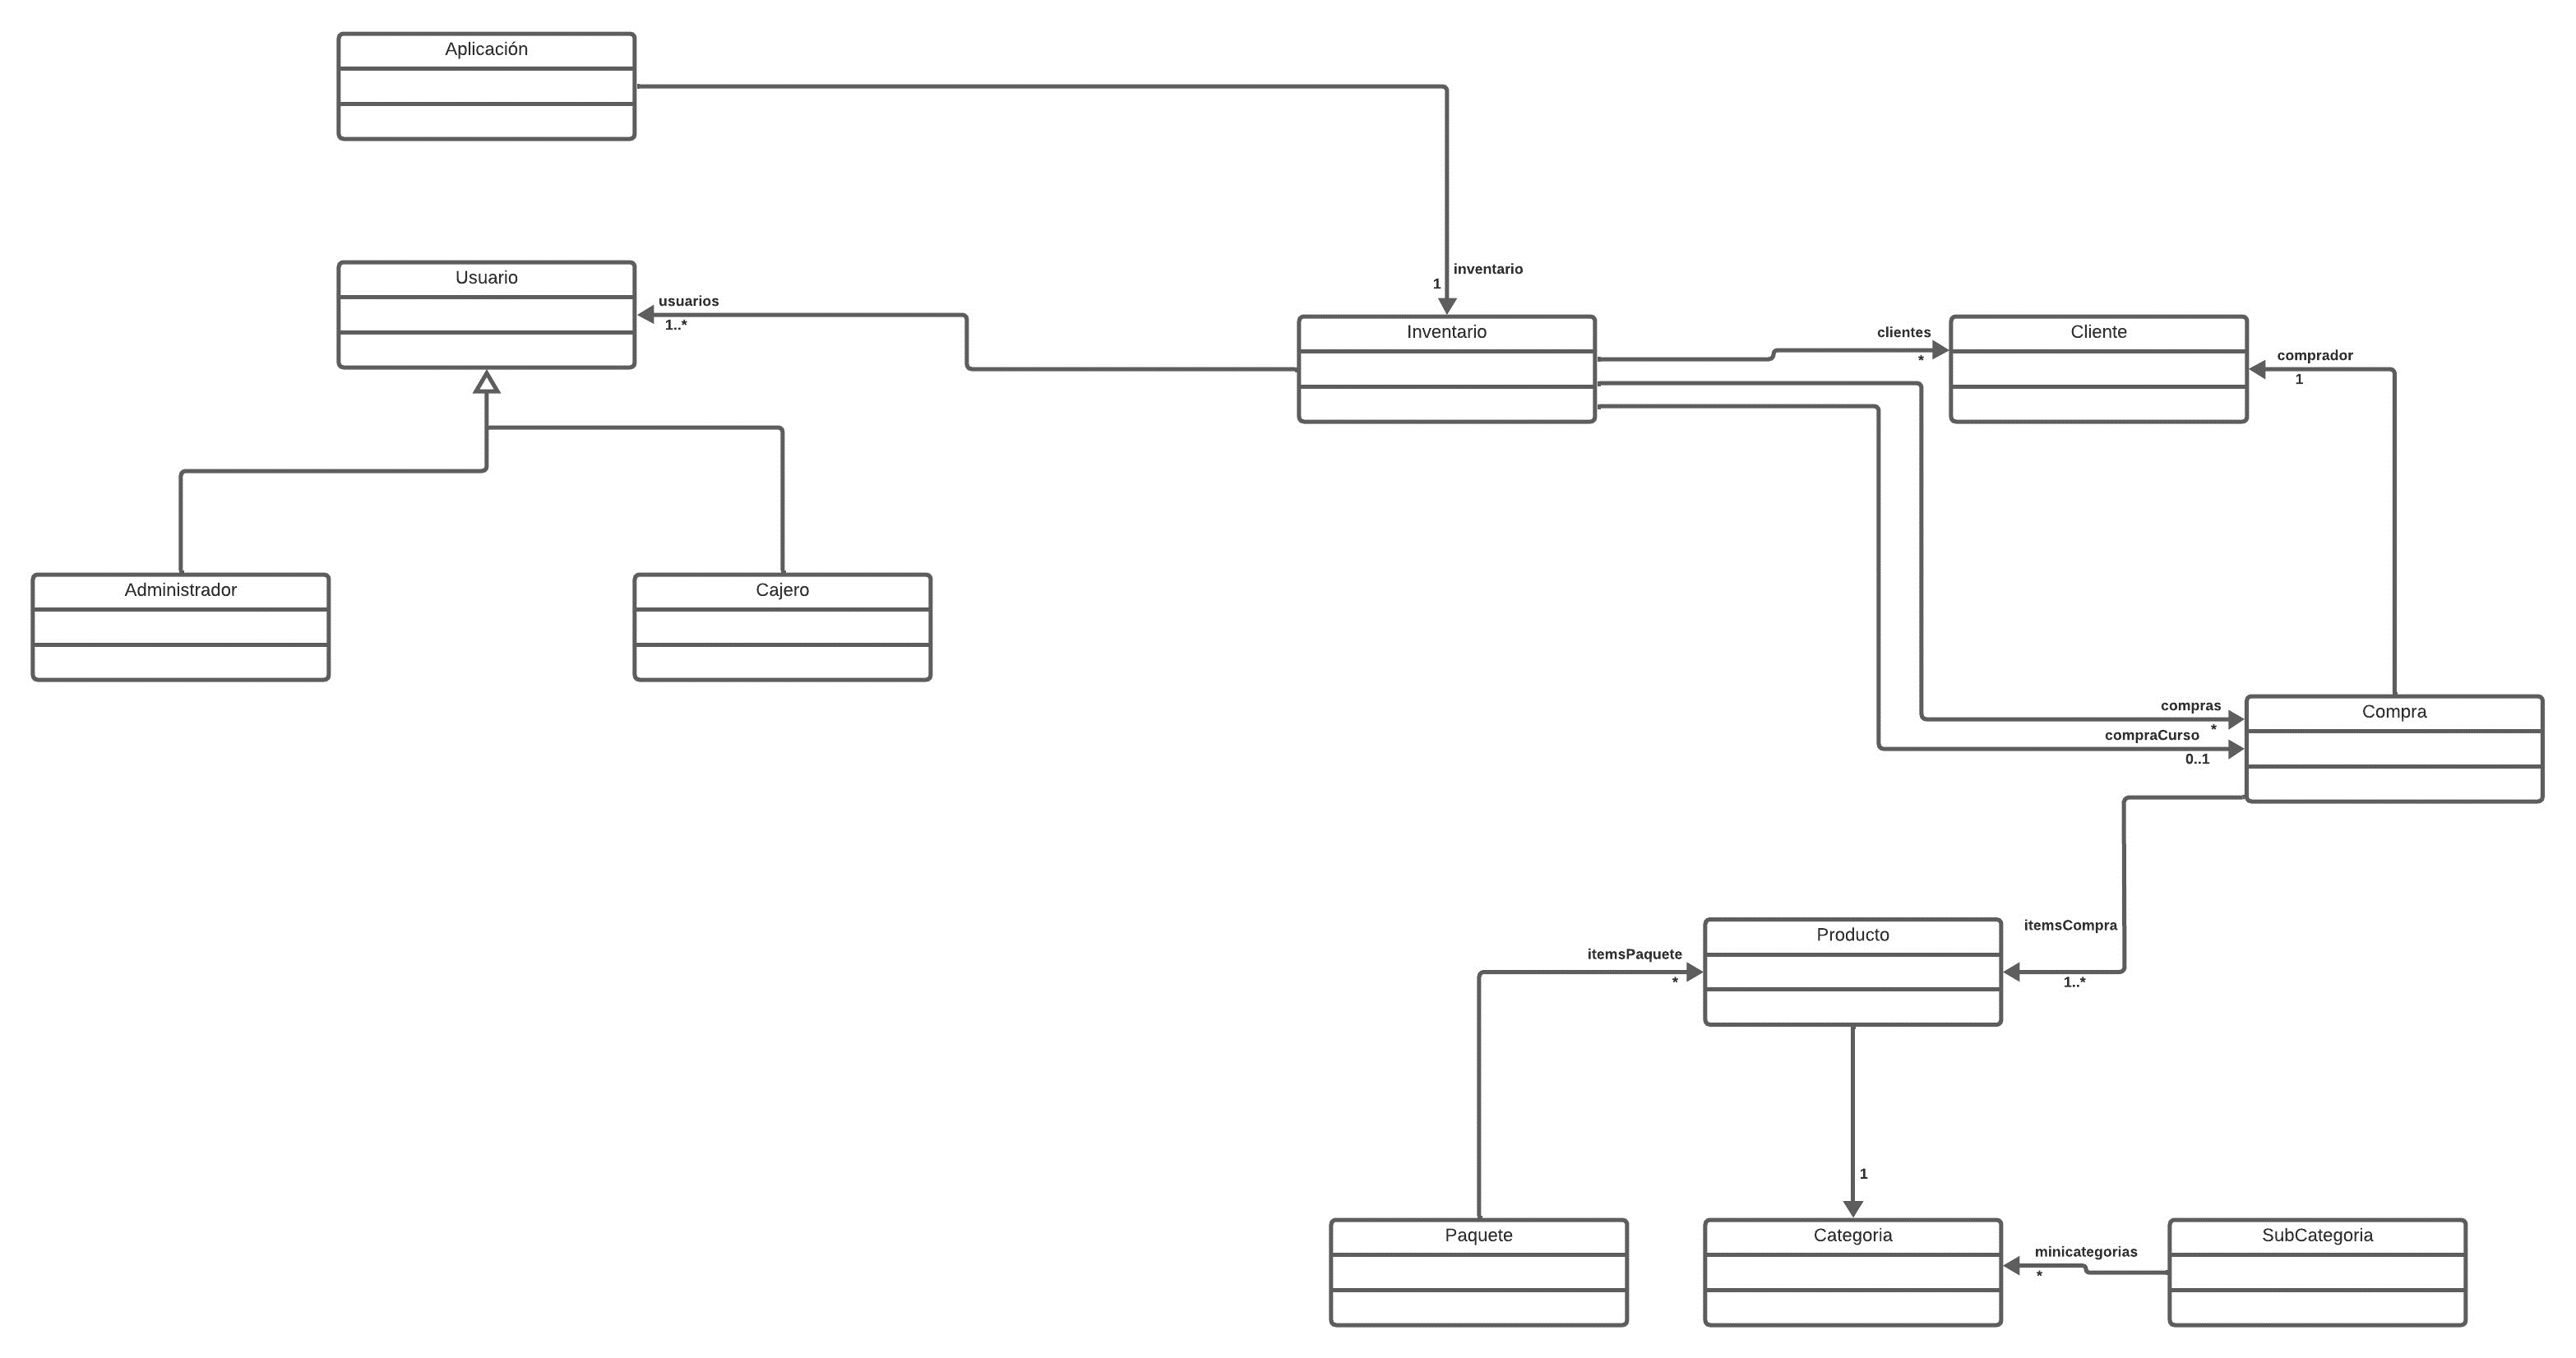 Aplicación
Usuario
usuarios
1..*
inventario
1
Inventario
clientes
*
Cliente
comprador
1
Administrador
Cajero
compras
*
compraCurso
0..1
Compra
Producto
itemsCompra
1..*
itemsPaquete
*
1
Paquete
Categoria
minicategorias
*
SubCategoria